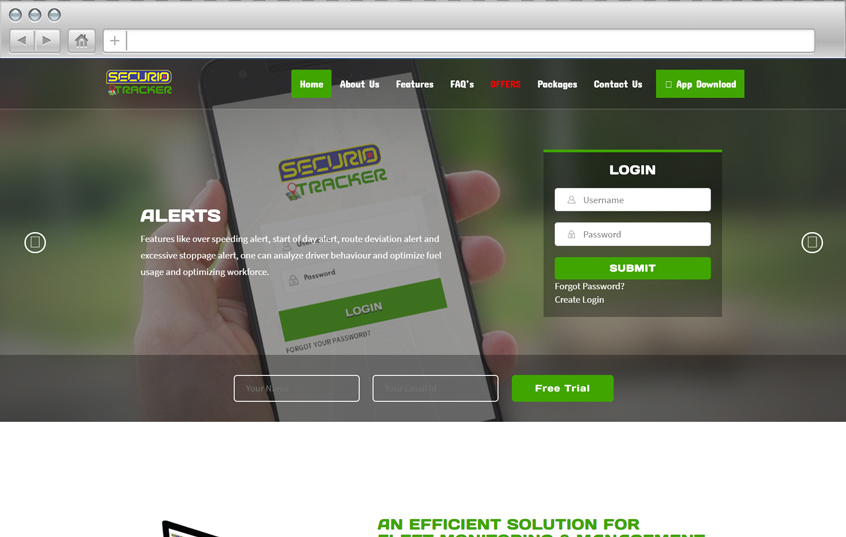 SECURIO
TRACKER
Home
About Us
Features
FAQ's
OFFERS
Packages
Contact Us
App Download
SECURIO
TRACKER
LOGIN
Username
Password
SUBMIT
Forgot Password?
Create Login
ALERTS
Features like over speeding alert, start of day alert, route deviation alert and
excessive stoppage alert, one can analyze driver behaviour and optimize fuel
usage and optimizing workforce.
Password
LOGIN
FORGOT YOUR PASSWORD?
Your Name
Your Email Id
Free Trial
AN EFFICIENT SOLUTION FOR
FLEET MONITORING & MANAGEMENT